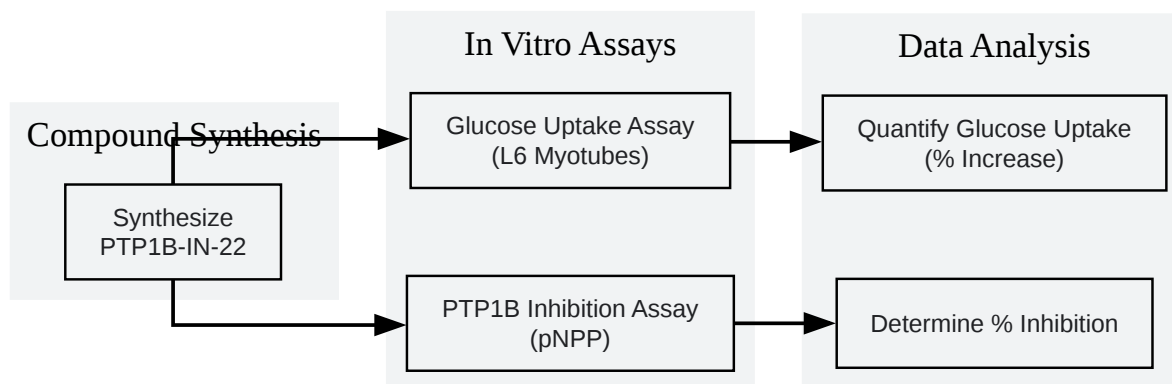 Compound Synthesis
Synthesize
PTP1B-IN-22
In Vitro Assays
Glucose Uptake Assay
(L6 Myotubes)
PTP1B Inhibition Assay
(pNPP)
Data Analysis
Quantify Glucose Uptake
(% Increase)
Determine % Inhibition